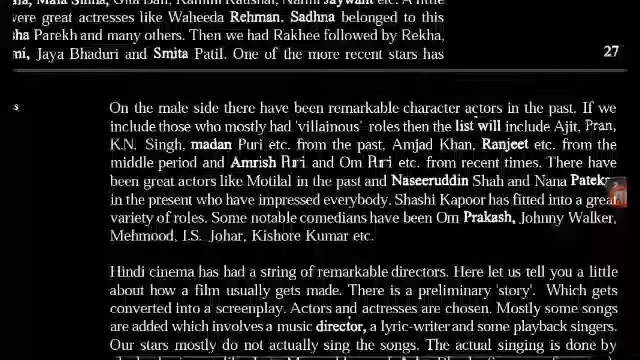 Mala Sinha, Gita Bali, Kamini Kaushal, Nalini Jaywant etc. A little
were great actresses like Waheeda Rehman. Sadhna belonged to this
sha Parekh and many others. Then we had Rakhee followed by Rekha,
mi, Jaya Bhaduri and Smita Patil. One of the more recent stars has
27
s
On the male side there have been remarkable character actors in the past. If we
include those who mostly had 'villainous' roles then the list will include Ajit, Pran,
K.N. Singh, madan Puri etc. from the past, Amjad Khan, Ranjeet etc. from the
middle period and Amrish Puri and Om Puri etc. from recent times. There have
been great actors like Motilal in the past and Naseeruddin Shah and Nana Patek
in the present who have impressed everybody. Shashi Kapoor has fitted into a great
variety of roles. Some notable comedians have been Om Prakash, Johnny Walker,
Mehmood, I.S. Johar, Kishore Kumar etc.
Hindi cinema has had a string of remarkable directors. Here let us tell you a little
about how a film usually gets made. There is a preliminary 'story'. Which gets
converted into a screenplay. Actors and actresses are chosen. Mostly some songs
are added which involves a music director, a lyric-writer and some playback singers.
Our stars mostly do not actually sing the songs. The actual singing is done by